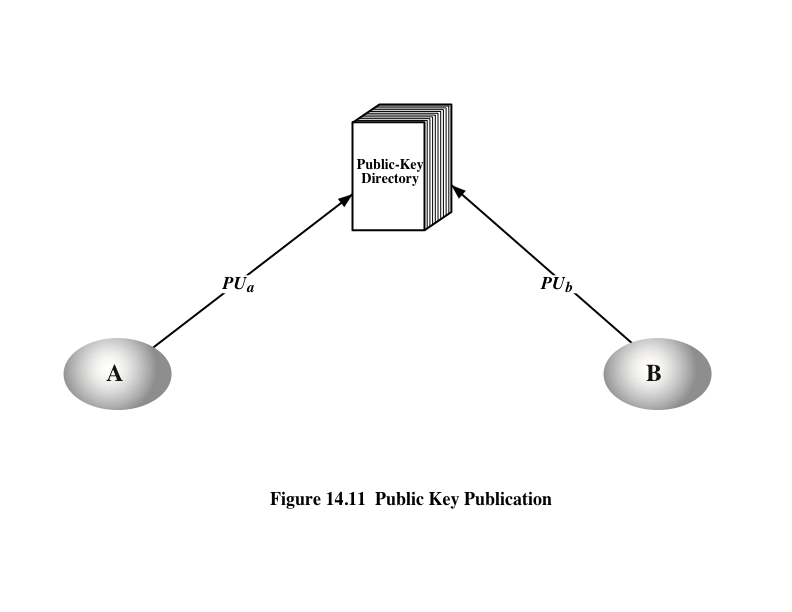 Public-Key
Directory
PUa
PUb
A
B
Figure 14.11 Public Key Publication